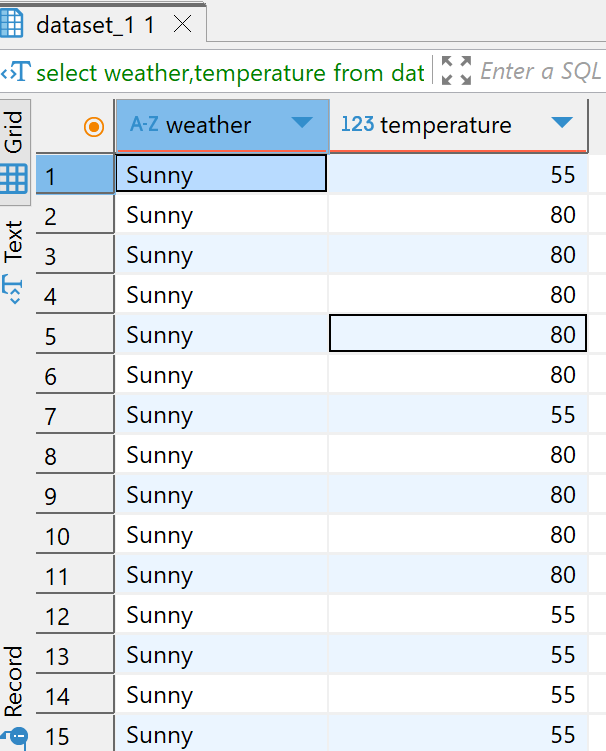 dataset_1 1
select weather,temperature from dat
Enter a SQL
Grid
Text
Record
A-Z weather 123 temperature
1 Sunny 55
2 Sunny 80
3 Sunny 80
4 Sunny 80
5 Sunny 80
6 Sunny 80
7 Sunny 55
8 Sunny 80
9 Sunny 80
10 Sunny 80
11 Sunny 80
12 Sunny 55
13 Sunny 55
14 Sunny 55
15 Sunny 55